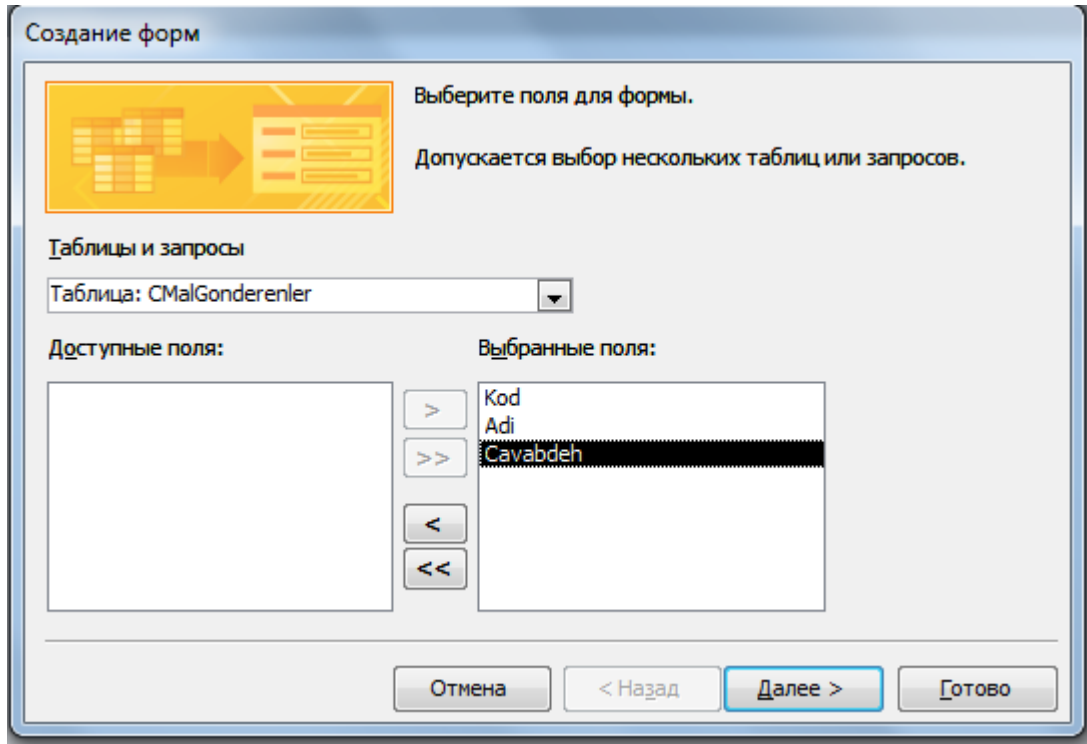 Создание форм
Выберите поля для формы.
Допускается выбор нескольких таблиц или запросов.
Таблицы и запросы
Таблица: CMalGonderenler
Доступные поля:
Выбранные поля:
>
>>
<
<<
Kod
Adi
Cavabdeh
Отмена
< Назад
Далее >
Готово